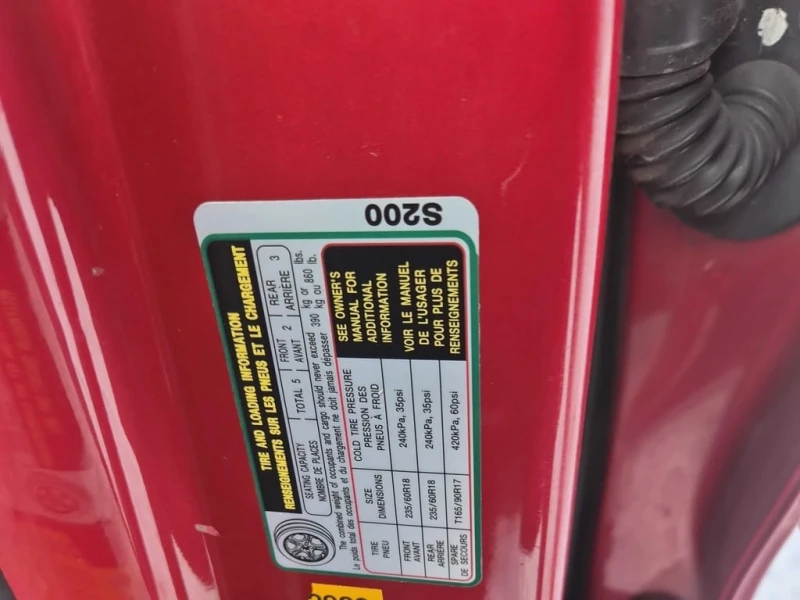 S200
TIRE AND LOADING INFORMATION
RENSEIGNEMENTS SUR LES PNEUS ET LE CHARGEMENT
SEATING CAPACITY TOTAL 5 FRONT 2 REAR 3
NOMBRE DE PLACES AVANT ARRIÈRE
The combined weight of occupants and cargo should never exceed 390 kg or 860 lbs.
Le poids total des occupants et du chargement ne doit jamais dépasser kg ou lb.
TIRE
PNEU
SIZE
DIMENSIONS
COLD TIRE PRESSURE
PRESSION DES
PNEUS À FROID
FRONT
AVANT
235/60R18
240kPa, 35psi
REAR
ARRIÈRE
235/60R18
240kPa, 35psi
SPARE
DE SECOURS
T165/90R17
420kPa, 60psi
SEE OWNER'S
MANUAL FOR
ADDITIONAL
INFORMATION
VOIR LE MANUEL
DE L'USAGER
POUR PLUS DE
RENSEIGNEMENTS